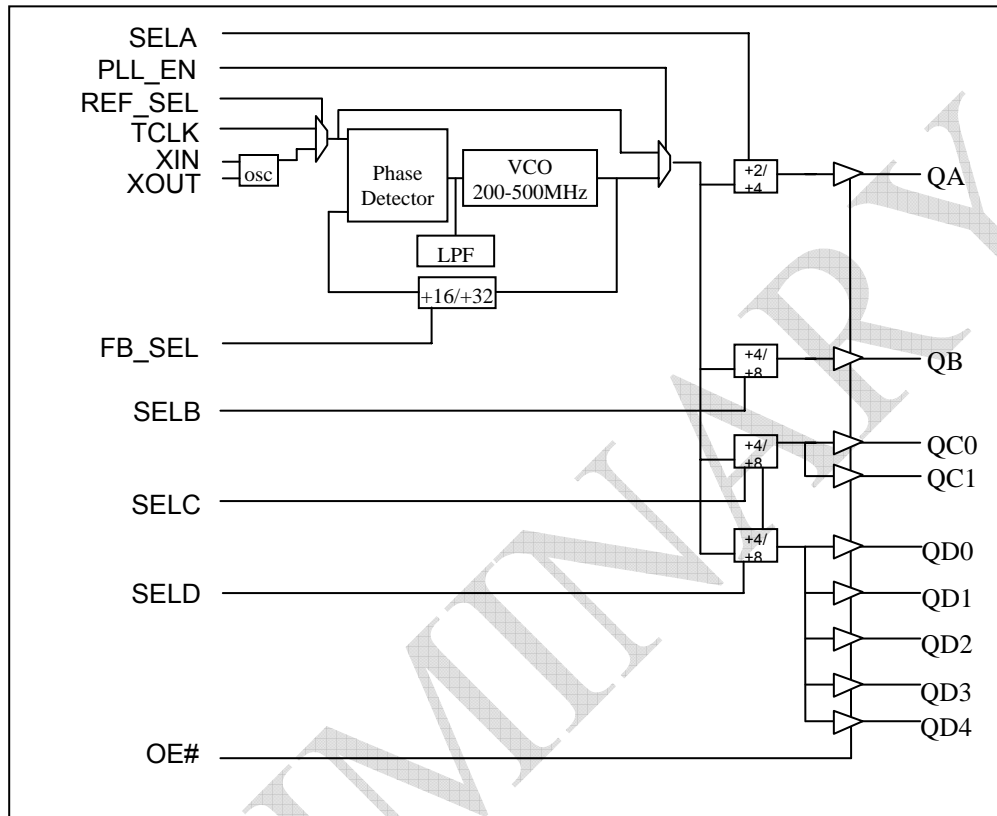 SELA
PLL_EN
REF_SEL
TCLK
XIN
XOUT
osc
Phase
Detector
VCO
200-500MHz
LPF
+16/+32
FB_SEL
SELB
SELC
SELD
OE#
+2/
+4
+4/
+8
+4/
+8
+4/
+8
QA
QB
QC0
QC1
QD0
QD1
QD2
QD3
QD4
IMINARY